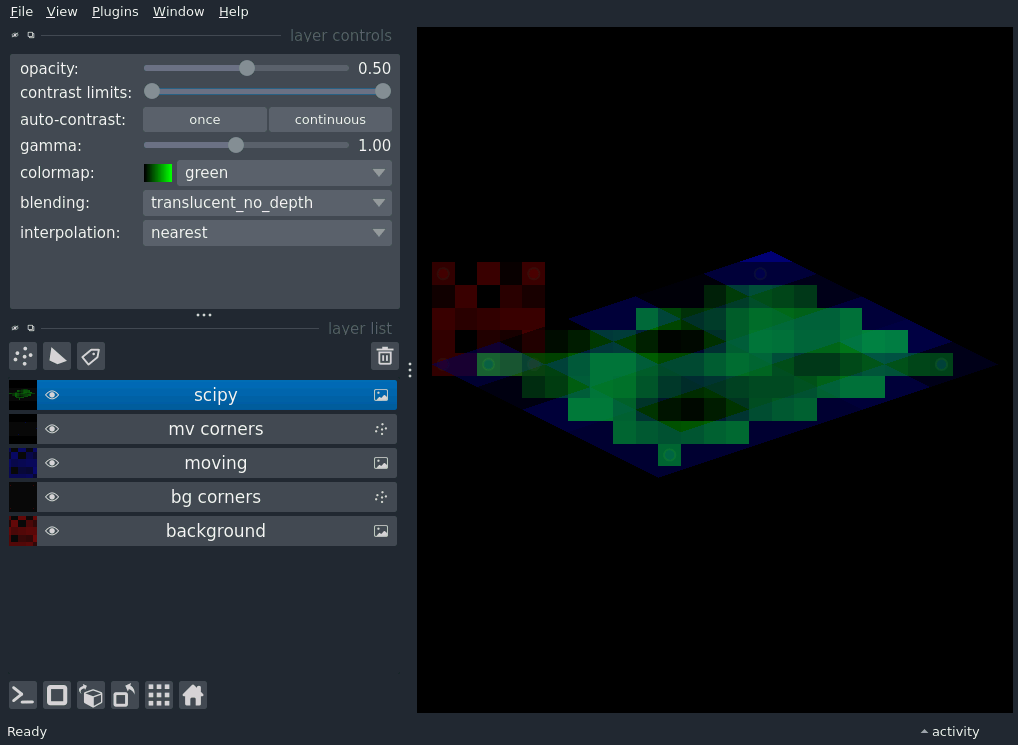 File View Plugins Window Help
layer controls
opacity: 0.50
contrast limits:
auto-contrast: once continuous
gamma: 1.00
colormap: green
blending: translucent_no_depth
interpolation: nearest
layer list
scipy
mv corners
moving
bg corners
background
Ready activity